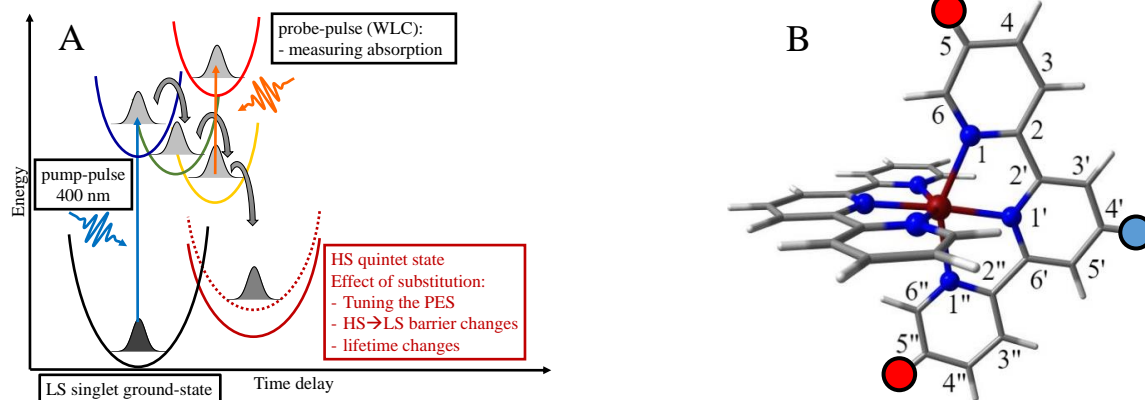 A
probe-pulse (WLC):
- measuring absorption
Energy
pump-pulse
400 nm
HS quintet state
Effect of substitution:
- Tuning the PES
- HS→LS barrier changes
- lifetime changes
LS singlet ground-state
Time delay
B
5
4
3
6
1
2
2'
3'
1'
4'
6'
5'
2''
6''
1''
5''
4''
3''